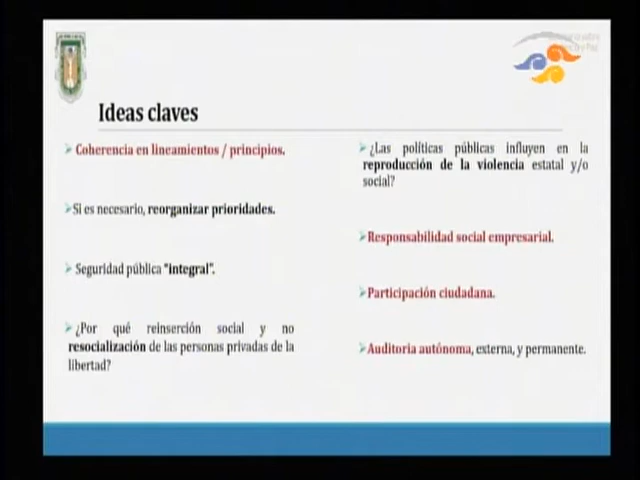 Ideas claves
Coherencia en lineamientos / principios.
Si es necesario, reorganizar prioridades.
Seguridad pública "integral".
¿Por qué reinserción social y no
resocialización de las personas privadas de la
libertad?
¿Las políticas públicas influyen en la
reproducción de la violencia estatal y/o
social?
Responsabilidad social empresarial.
Participación ciudadana.
Auditoria autónoma, externa, y permanente.